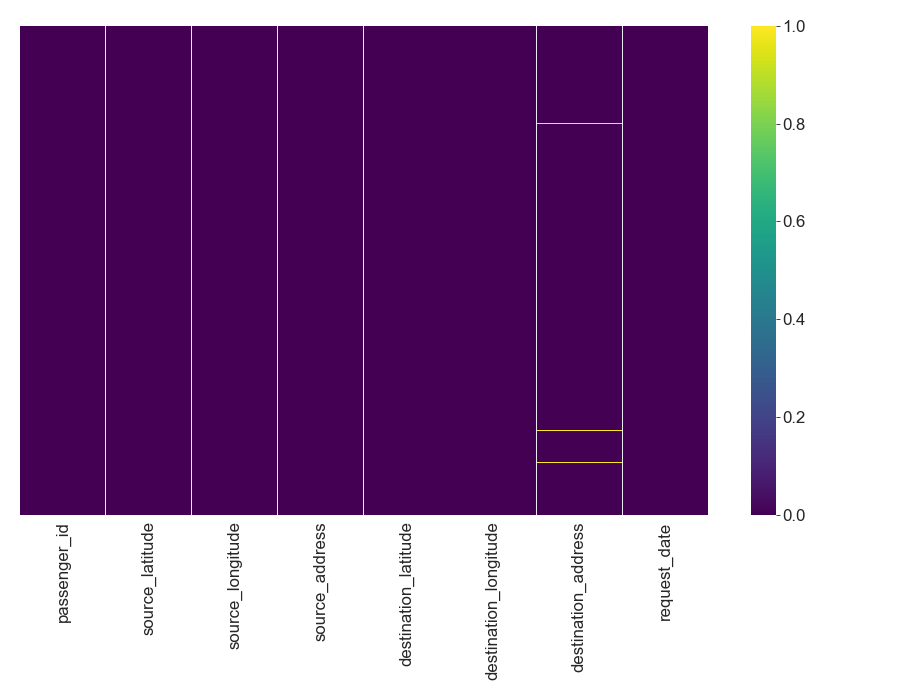 1.0
0.8
0.6
0.4
0.2
0.0
passenger_id
source_latitude
source_longitude
source_address
destination_latitude
destination_longitude
destination_address
request_date